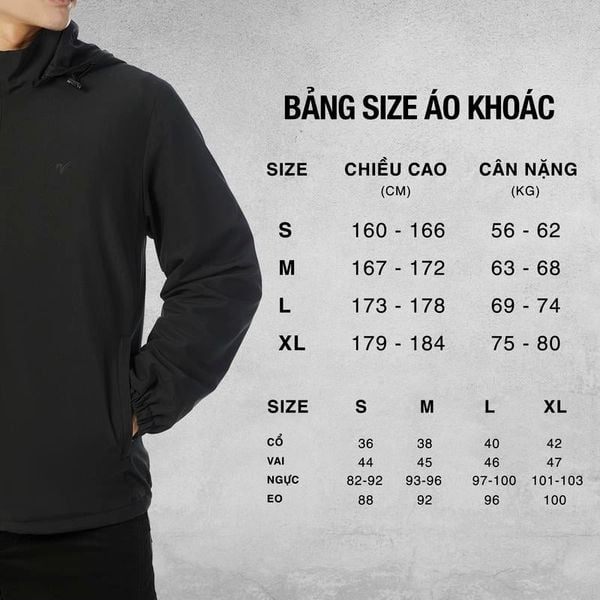 BẢNG SIZE ÁO KHOÁC
SIZE CHIỀU CAO CÂN NẶNG
(CM) (KG)
S 160 - 166 56 - 62
M 167 - 172 63 - 68
L 173 - 178 69 - 74
XL 179 - 184 75 - 80
SIZE S M L XL
CỔ 36 38 40 42
VAI 44 45 46 47
NGỰC 82-92 93-96 97-100 101-103
EO 88 92 96 100